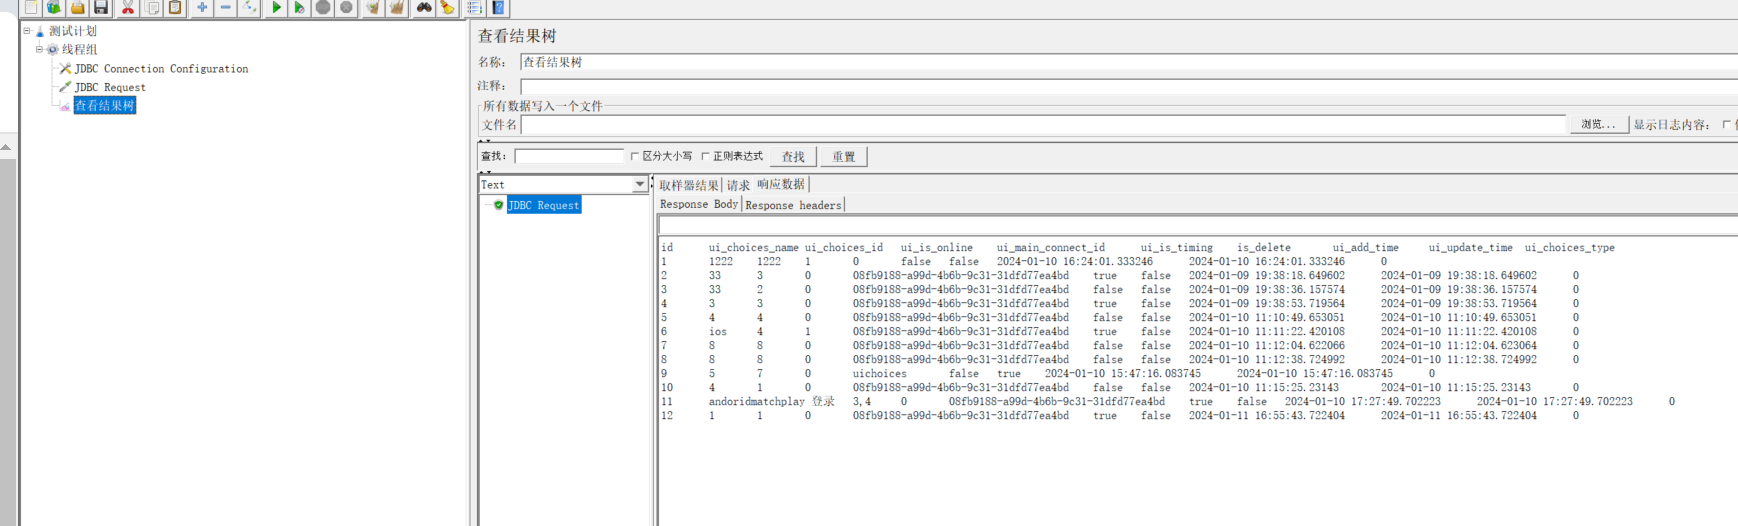 测试计划
线程组
JDBC Connection Configuration
JDBC Request
查看结果树
查看结果树
名称: 查看结果树
注释:
所有数据写入一个文件
文件名 浏览... 显示日志内容:
查找: 区分大小写 正则表达式 查找 重置
Text
JDBC Request
取样器结果 请求 响应数据
Response Body Response headers
id ui_choices_name ui_choices_id ui_is_online ui_main_connect_id ui_is_timing is_delete ui_add_time ui_update_time ui_choices_type
1 1222 1222 1 0 false false 2024-01-10 16:24:01.333246 2024-01-10 16:24:01.333246 0
2 33 3 0 08fb9188-a99d-4b6b-9c31-31dfd77ea4bd true false 2024-01-09 19:38:18.649602 2024-01-09 19:38:18.649602 0
3 33 2 0 08fb9188-a99d-4b6b-9c31-31dfd77ea4bd false false 2024-01-09 19:38:36.157574 2024-01-09 19:38:36.157574 0
4 3 3 0 08fb9188-a99d-4b6b-9c31-31dfd77ea4bd true false 2024-01-09 19:38:53.719564 2024-01-09 19:38:53.719564 0
5 4 4 0 08fb9188-a99d-4b6b-9c31-31dfd77ea4bd false false 2024-01-10 11:10:49.653051 2024-01-10 11:10:49.653051 0
6 ios 4 1 08fb9188-a99d-4b6b-9c31-31dfd77ea4bd true false 2024-01-10 11:11:22.420108 2024-01-10 11:11:22.420108 0
7 8 8 0 08fb9188-a99d-4b6b-9c31-31dfd77ea4bd false false 2024-01-10 11:12:04.622066 2024-01-10 11:12:04.623064 0
8 8 8 0 08fb9188-a99d-4b6b-9c31-31dfd77ea4bd false false 2024-01-10 11:12:38.724992 2024-01-10 11:12:38.724992 0
9 5 7 0 uichoices false true 2024-01-10 15:47:16.083745 2024-01-10 15:47:16.083745 0
10 4 1 0 08fb9188-a99d-4b6b-9c31-31dfd77ea4bd false false 2024-01-10 11:15:25.23143 2024-01-10 11:15:25.23143 0
11 andoridmatchplay 登录 3,4 0 08fb9188-a99d-4b6b-9c31-31dfd77ea4bd true false 2024-01-10 17:27:49.702223 2024-01-10 17:27:49.702223 0
12 1 1 0 08fb9188-a99d-4b6b-9c31-31dfd77ea4bd true false 2024-01-11 16:55:43.722404 2024-01-11 16:55:43.722404 0